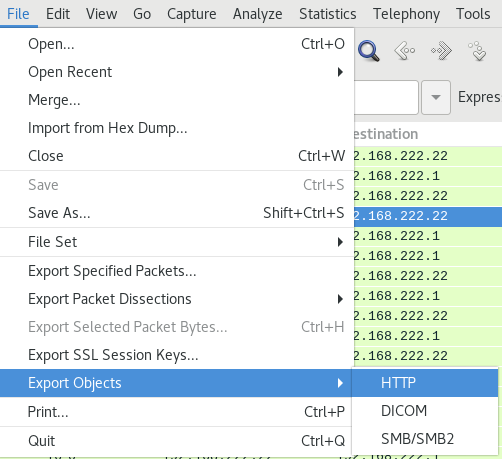 File Edit View Go Capture Analyze Statistics Telephony Tools
Open... Ctrl+O
Open Recent
Merge... Expres
Import from Hex Dump...
estination
Close Ctrl+W 2.168.222.22
2.168.222.1
Save Ctrl+S
2.168.222.22
Save As... Shift+Ctrl+S 2.168.222.22
File Set 2.168.222.1
2.168.222.1
Export Specified Packets... 2.168.222.22
Export Packet Dissections 2.168.222.1
2.168.222.22
Export Selected Packet Bytes... Ctrl+H 2.168.222.1
Export SSL Session Keys... 2.168.222.22
Export Objects HTTP
Print... Ctrl+P DICOM
Quit Ctrl+Q SMB/SMB2